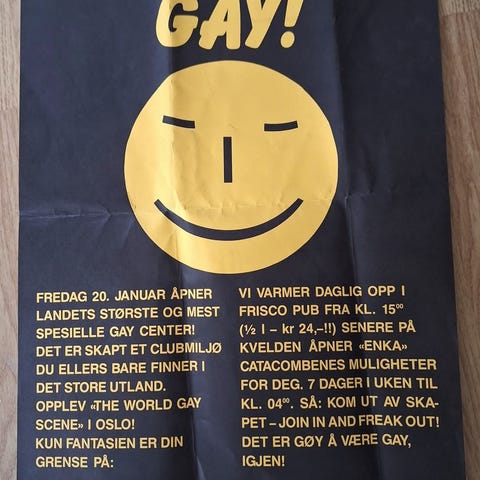 GAY!
FREDAG 20. JANUAR ÅPNER
LANDETS STØRSTE OG MEST
SPESIELLE GAY CENTER!
DET ER SKAPT ET CLUBMILJØ
DU ELLERS BARE FINNER I
DET STORE UTLAND.
OPPLEV «THE WORLD GAY
SCENE» I OSLO!
KUN FANTASIEN ER DIN
GRENSE PÅ:
VI VARMER DAGLIG OPP I
FRISCO PUB FRA KL. 15⁰⁰
(½ l – kr 24,–!!) SENERE PÅ
KVELDEN ÅPNER «ENKA»
CATACOMBENES MULIGHETER
FOR DEG. 7 DAGER I UKEN TIL
KL. 04⁰⁰. SÅ: KOM UT AV SKA-
PET – JOIN IN AND FREAK OUT!
DET ER GØY Å VÆRE GAY,
IGJEN!